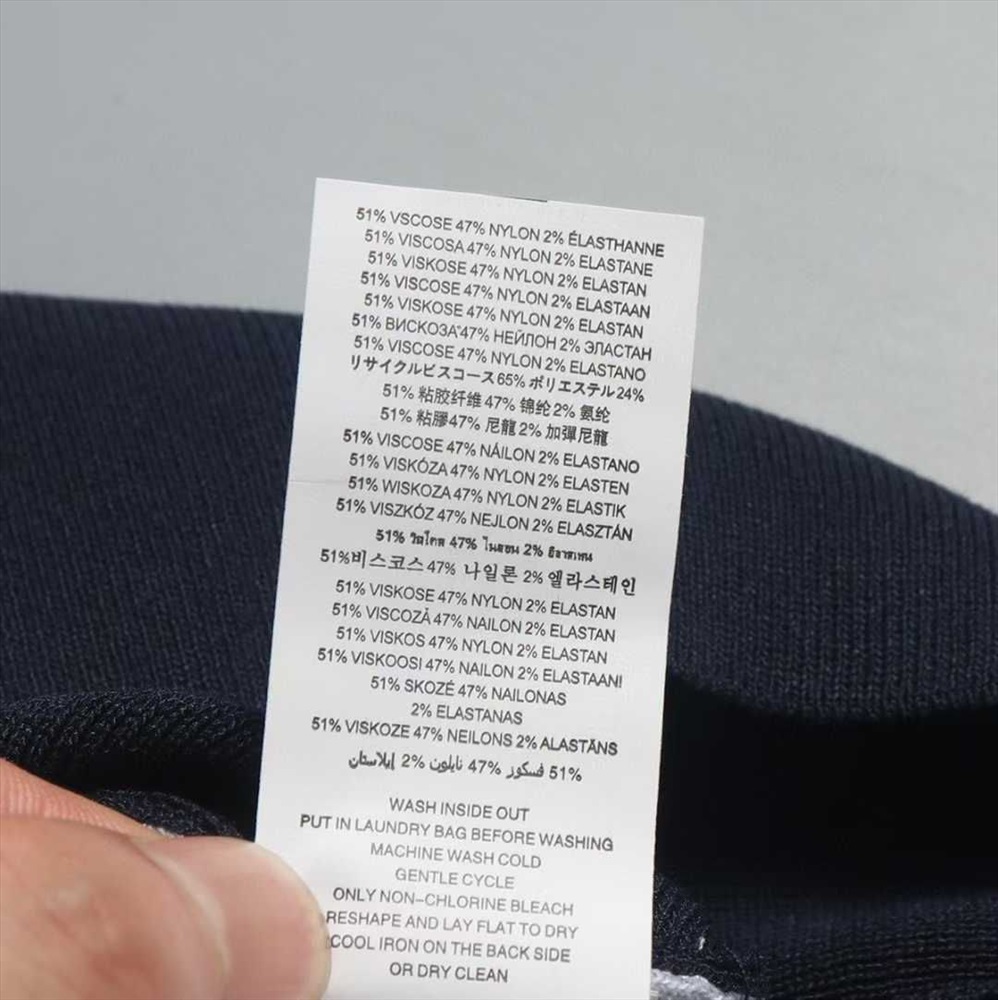 51% VSCOSE 47% NYLON 2% ÉLASTHANNE
51% VISCOSA 47% NYLON 2% ELASTANE
51% VISKOSE 47% NYLON 2% ELASTAN
51% VISCOSE 47% NYLON 2% ELASTAAN
51% VISKOSE 47% NYLON 2% ELASTAN
51% ВИСКОЗА 47% НЕЙЛОН 2% ЭЛАСТАН
51% VISCOSE 47% NYLON 2% ELASTANO
リサイクルビスコース65% ポリエステル24%
51% 粘胶纤维 47% 锦纶 2% 氨纶
51% 粘膠47% 尼龍2% 加彈尼龍
51% VISCOSE 47% NÁILON 2% ELASTANO
51% VISKÓZA 47% NYLON 2% ELASTEN
51% WISKOZA 47% NYLON 2% ELASTIK
51% VISZKÓZ 47% NEJLON 2% ELASZTÁN
51% วิสโคส 47% ไนลอน 2% อีลาสเทน
51%비스코스47% 나일론 2% 엘라스테인
51% VISKOSE 47% NYLON 2% ELASTAN
51% VISCOZĂ 47% NAILON 2% ELASTAN
51% VISKOS 47% NYLON 2% ELASTAN
51% VISKOOSI 47% NAILON 2% ELASTAANI
51% SKOZÉ 47% NAILONAS
2% ELASTANAS
51% VISKOZE 47% NEILONS 2% ALASTĀNS
51% فسكوز 47% نايلون 2% إيلاستان
WASH INSIDE OUT
PUT IN LAUNDRY BAG BEFORE WASHING
MACHINE WASH COLD
GENTLE CYCLE
ONLY NON-CHLORINE BLEACH
RESHAPE AND LAY FLAT TO DRY
COOL IRON ON THE BACK SIDE
OR DRY CLEAN